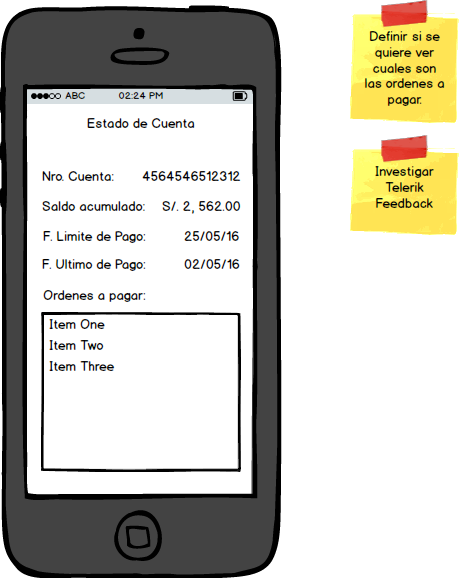 ABC 02:24 PM
Estado de Cuenta
Nro. Cuenta: 4564546512312
Saldo acumulado: S/. 2, 562.00
F. Limite de Pago: 25/05/16
F. Ultimo de Pago: 02/05/16
Ordenes a pagar:
Item One
Item Two
Item Three
Definir si se
quiere ver
cuales son
las ordenes a
pagar.
Investigar
Telerik
Feedback